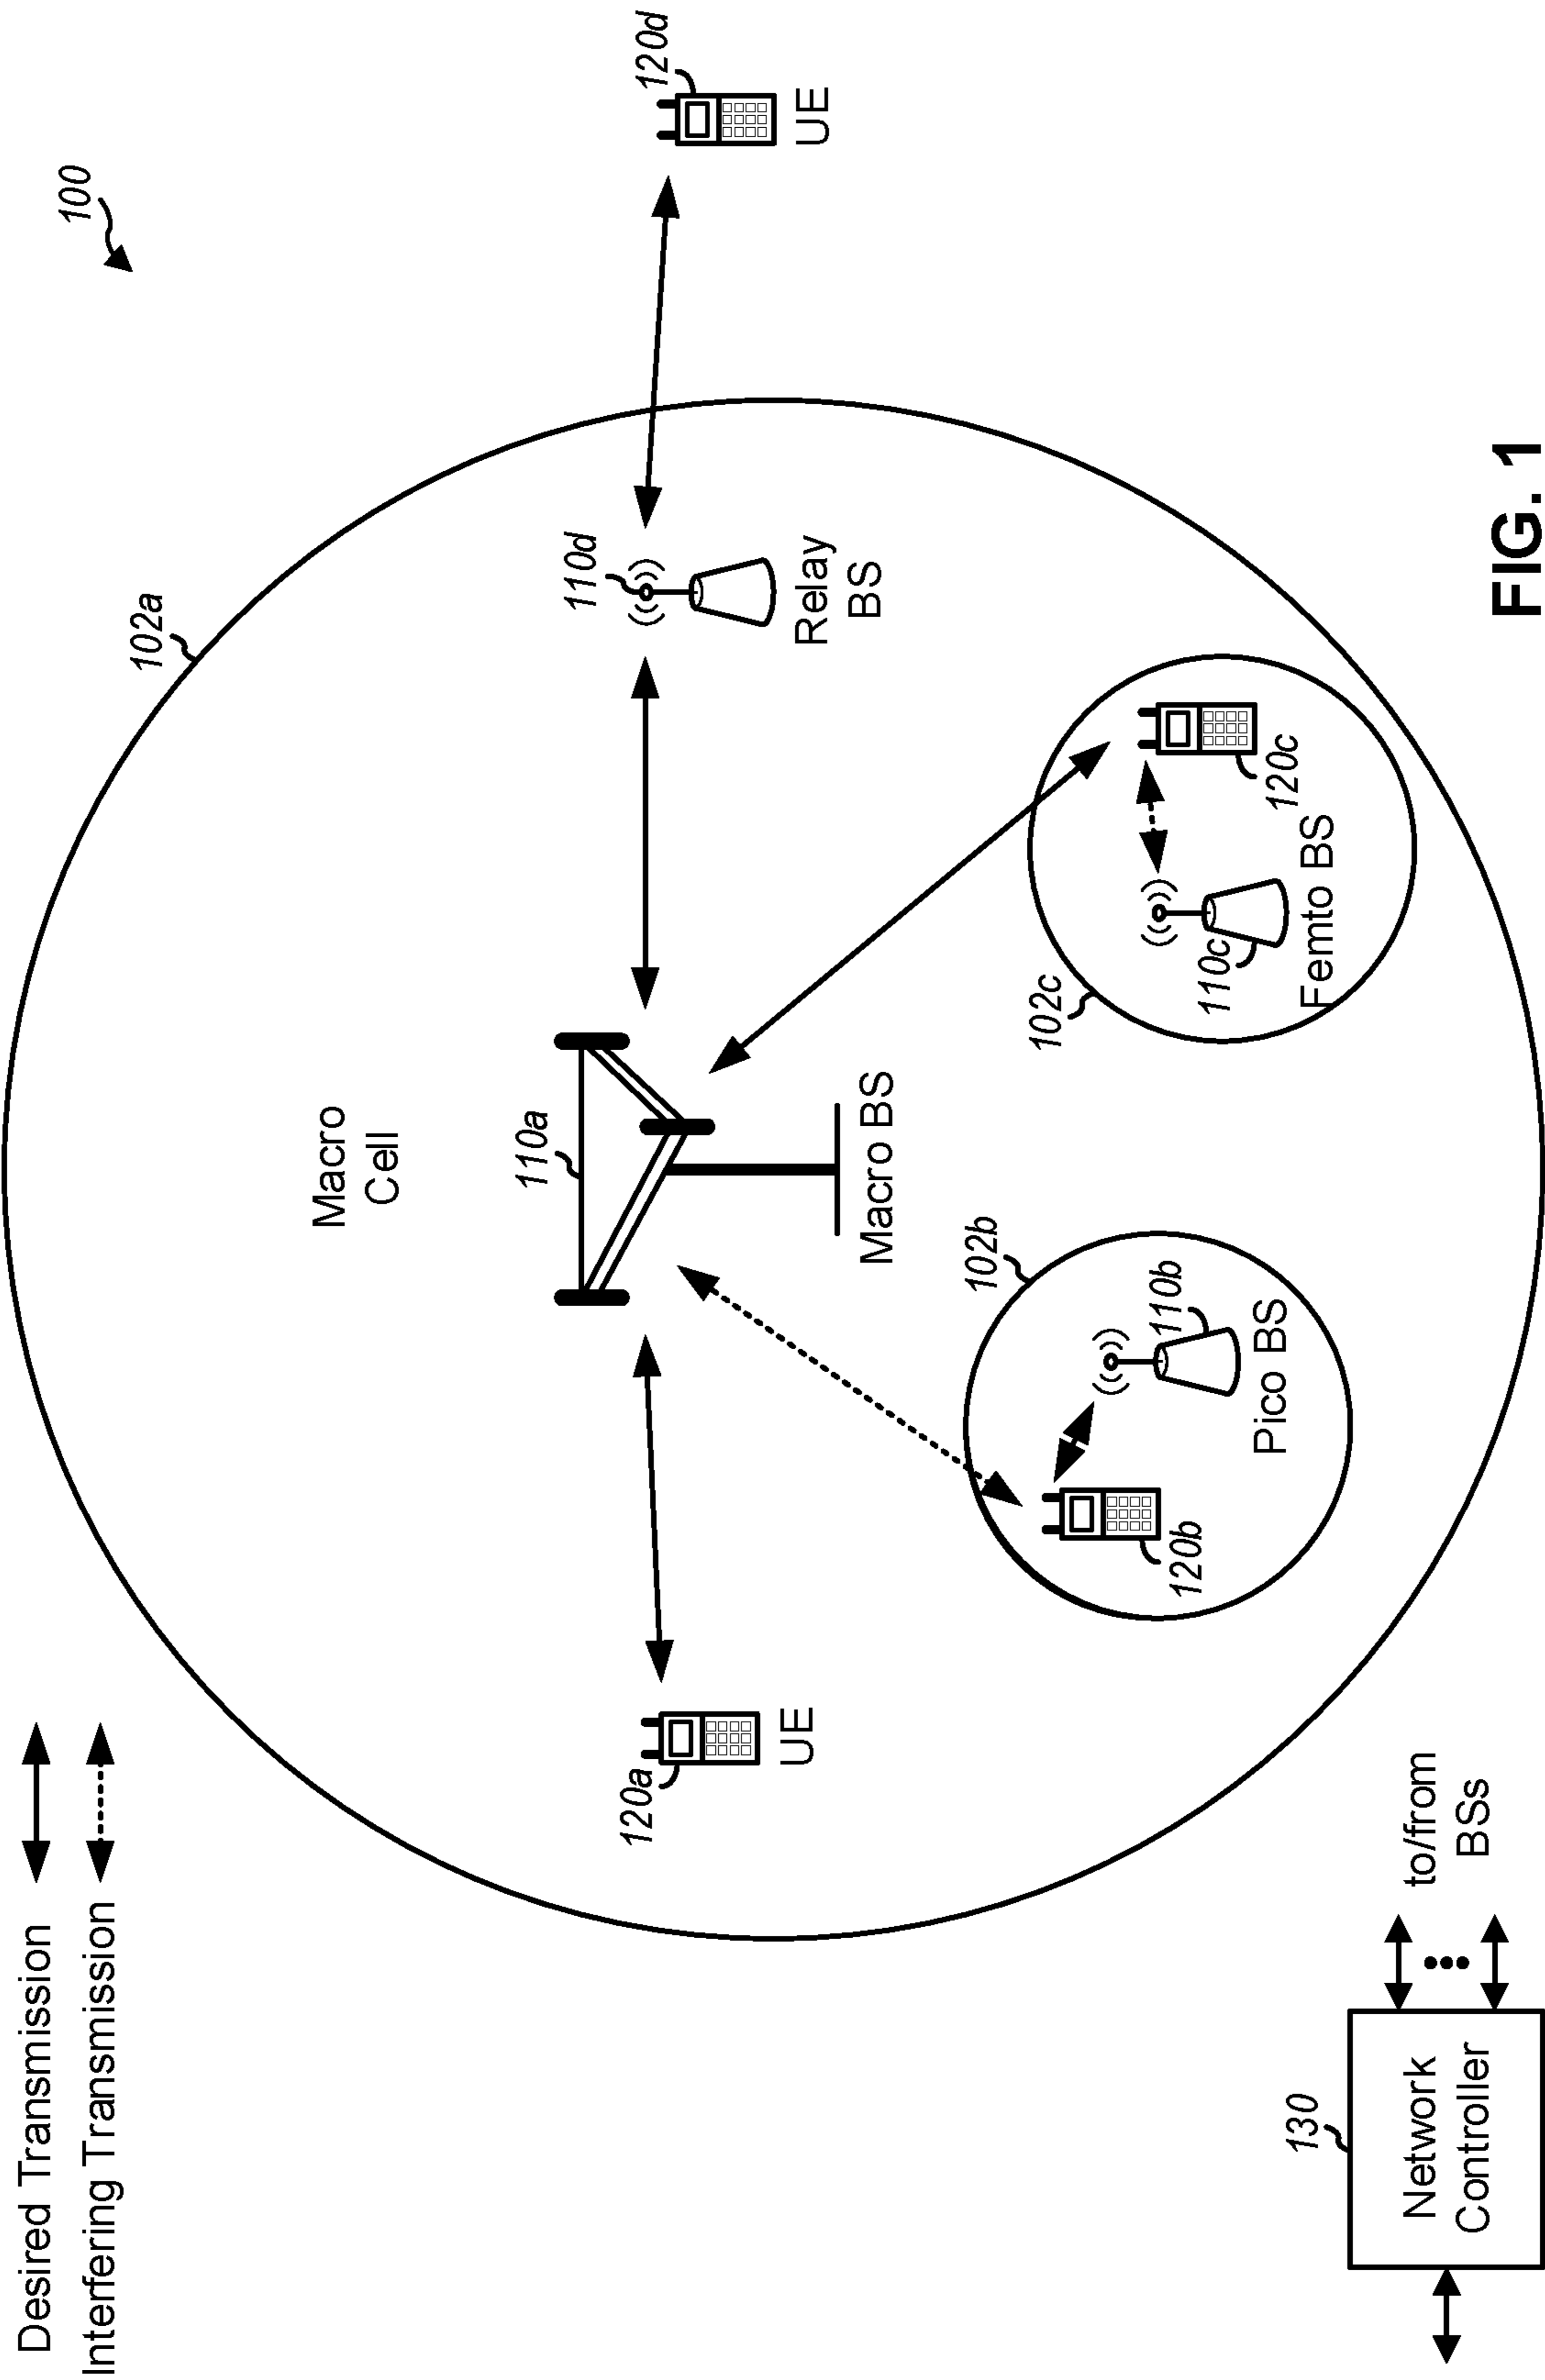 Desired Transmission
Interfering Transmission
100
102a
Macro
Cell
110a
Macro BS
110d
Relay
BS
120d
UE
120a
UE
102b
110b
Pico BS
120b
102c
110c
Femto BS
120c
130
Network
Controller
to/from
BSs
FIG. 1